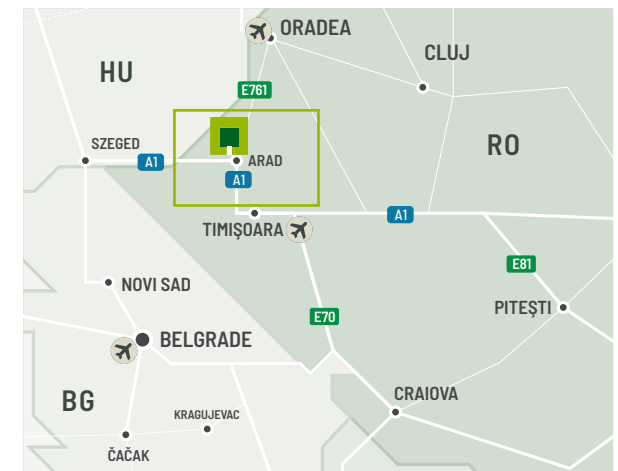 ORADEA
CLUJ
HU
E761
RO
SZEGED
A1
ARAD
A1
A1
TIMIŞOARA
E81
NOVI SAD
PITEŞTI
E70
BELGRADE
CRAIOVA
BG
KRAGUJEVAC
ČAČAK